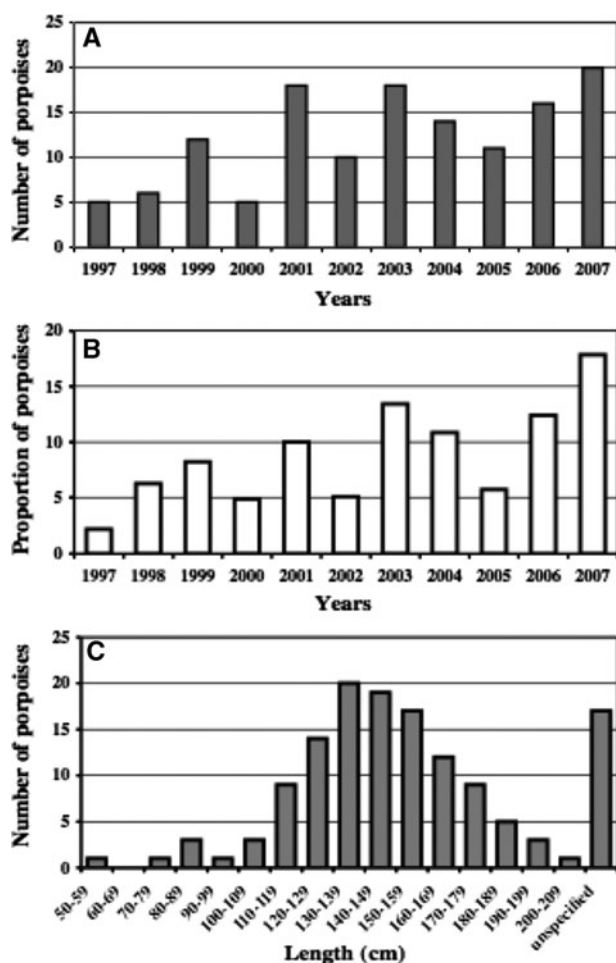 A
Number of porpoises
25
20
15
10
5
0
1997 1998 1999 2000 2001 2002 2003 2004 2005 2006 2007
Years
B
Proportion of porpoises
20
15
10
5
0
1997 1998 1999 2000 2001 2002 2003 2004 2005 2006 2007
Years
C
Number of porpoises
25
20
15
10
5
0
50-59 60-69 70-79 80-89 90-99 100-109 110-119 120-129 130-139 140-149 150-159 160-169 170-179 180-189 190-199 200-209 unspecified
Length (cm)